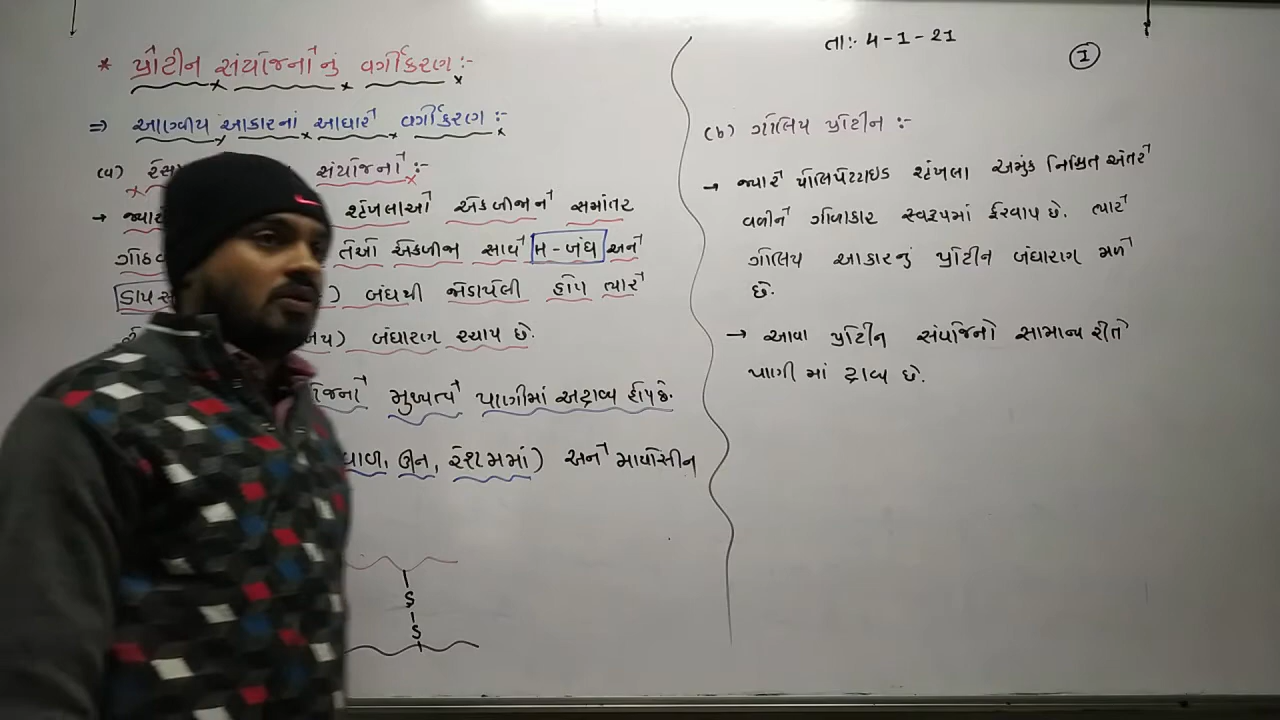 * પ્રોટીન સંયોજનોનું વર્ગીકરણ :-
⇒ આણ્વીય આકારનાં આધારે વર્ગીકરણ :-
(a) રેસા સંયોજનો :-
→ જ્યાર શૃંખલાઓ એકબીજાને સમાંતર
ગોઠવ તેઓ એકબીજા સાથે H-બંધ અને
ડાયસ ) બંધથી જોડાયેલી હોય ત્યારે
મય) બંધારણ રચાય છે.
જનો મુખ્યત્વે પાણીમાં અદ્રાવ્ય હોય છે.
વાળ, ઊન, રેશમમાં) અને માયોસીન
S
S
તા:- 4-1-21
1
(b) ગોલિય પ્રોટીન :-
→ જ્યારે પોલિપેપ્ટાઇડ શૃંખલા અમુક નિશ્ચિત અંતરે
વળીને ગોળાકાર સ્વરૂપમાં ફેરવાય છે. ત્યારે
ગોલિય આકારનું પ્રોટીન બંધારણ મળે
છે.
→ આવા પ્રોટીન સંયોજનો સામાન્ય રીતે
પાણી માં દ્રાવ્ય છે.